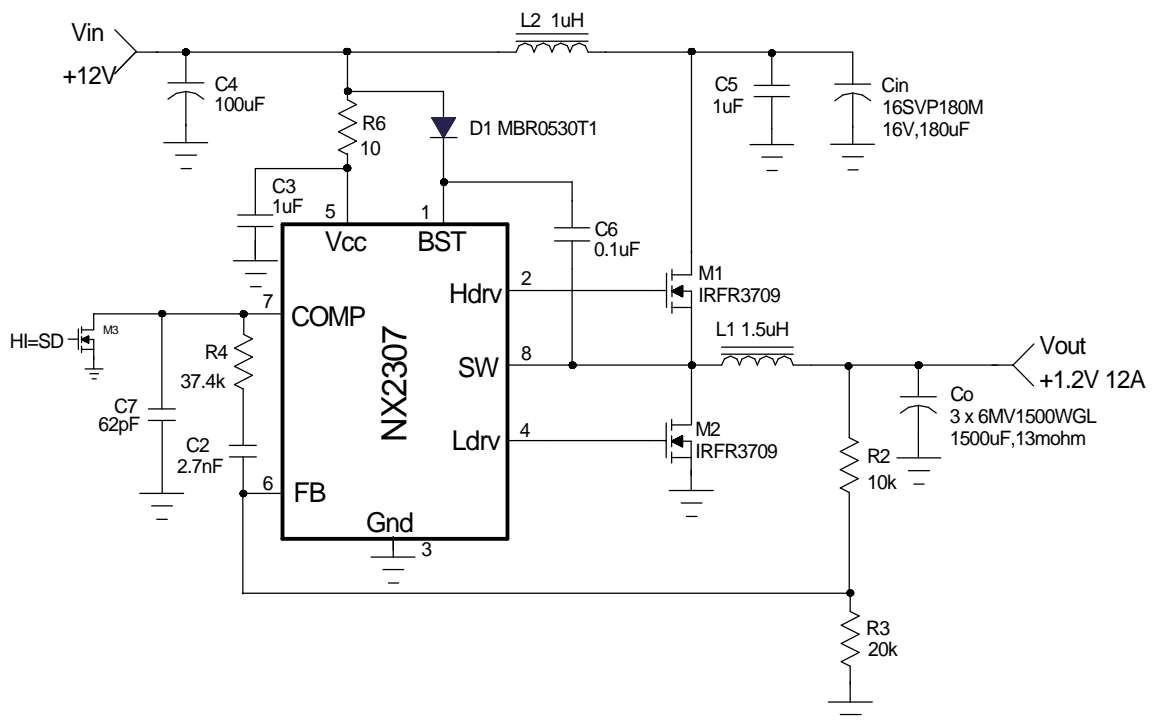 L2 1uH
Vin
+12V
C4
100uF
R6
10
D1 MBR0530T1
C5
1uF
Cin
16SVP180M
16V,180uF
C3
1uF
5
1
Vcc
BST
C6
0.1uF
2
Hdrv
M1
IRFR3709
7
COMP
HI=SD
M3
R4
37.4k
C7
62pF
C2
2.7nF
NX2307
SW
8
L1 1.5uH
Vout
+1.2V 12A
Co
3 x 6MV1500WGL
1500uF,13mohm
Ldrv
4
M2
IRFR3709
R2
10k
6
FB
Gnd
3
R3
20k